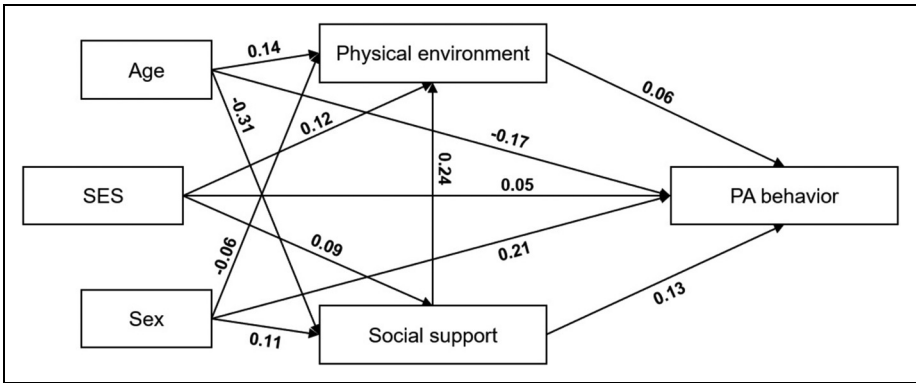 Physical environment
Age
0.14
-0.31
0.12
0.06
-0.17
0.24
SES
0.05
PA behavior
-0.06
0.09
0.21
Sex
0.11
Social support
0.13